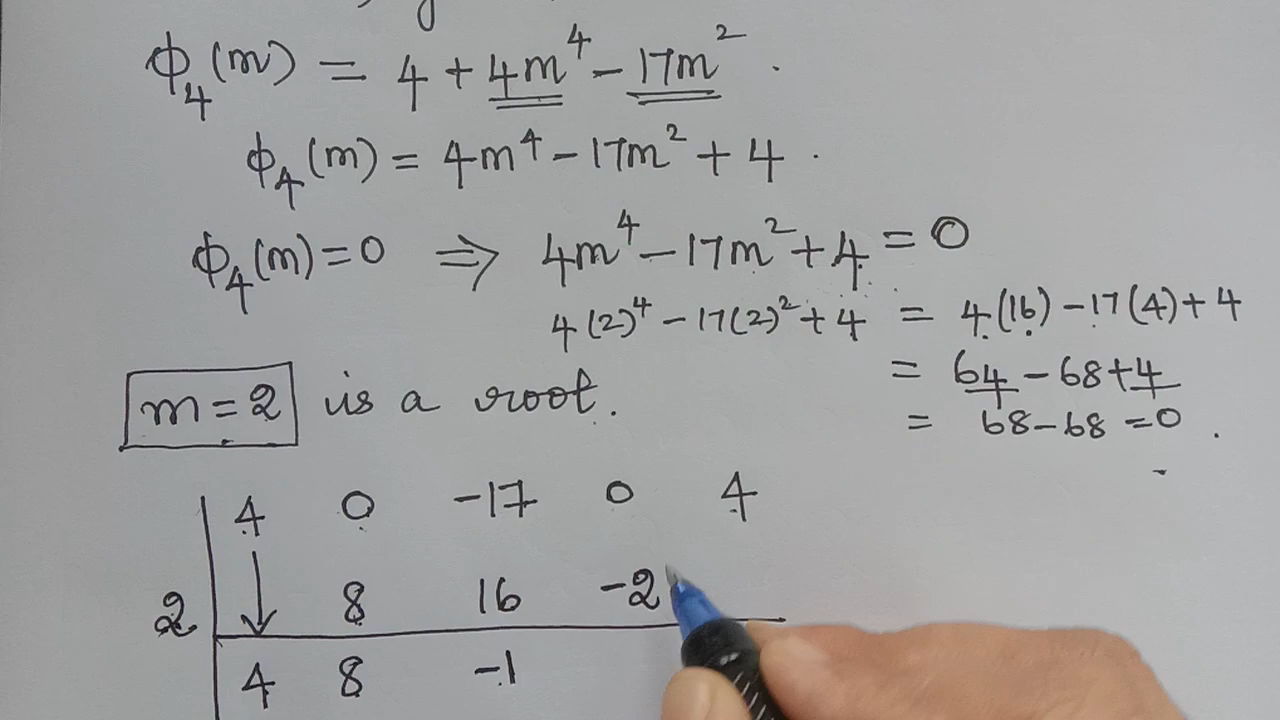 ϕ₄(m) = 4 + 4m⁴ − 17m² .
ϕ₄(m) = 4m⁴ − 17m² + 4 .
ϕ₄(m) = 0 ⇒ 4m⁴ − 17m² + 4 = 0
4(2)⁴ − 17(2)² + 4 = 4(16) − 17(4) + 4
= 64 − 68 + 4
m = 2 is a root.
= 68 − 68 = 0 .
4 0 −17 0 4
2 8 16 −2
4 8 −1